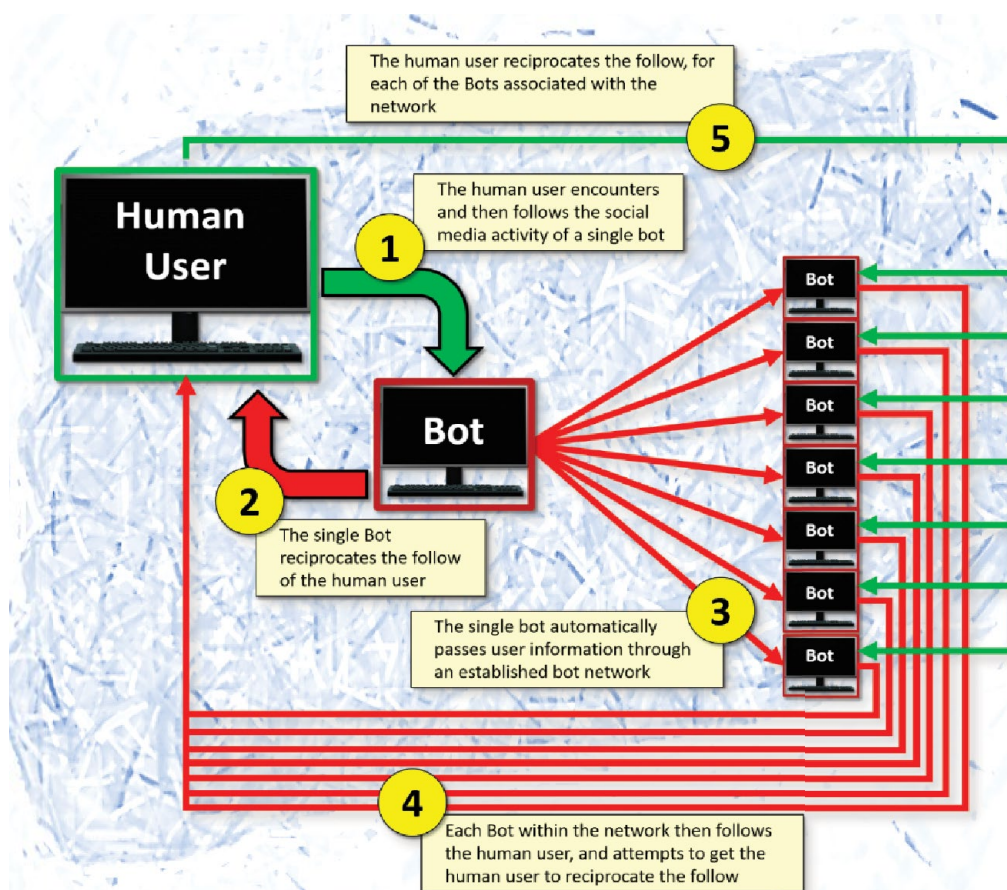 The human user reciprocates the follow, for
each of the Bots associated with the
network
5
Human
User
The human user encounters
and then follows the social
media activity of a single bot
1
Bot
2
The single Bot
reciprocates the follow
of the human user
Bot
Bot
Bot
Bot
Bot
Bot
Bot
3
The single bot automatically
passes user information through
an established bot network
4
Each Bot within the network then follows
the human user, and attempts to get the
human user to reciprocate the follow